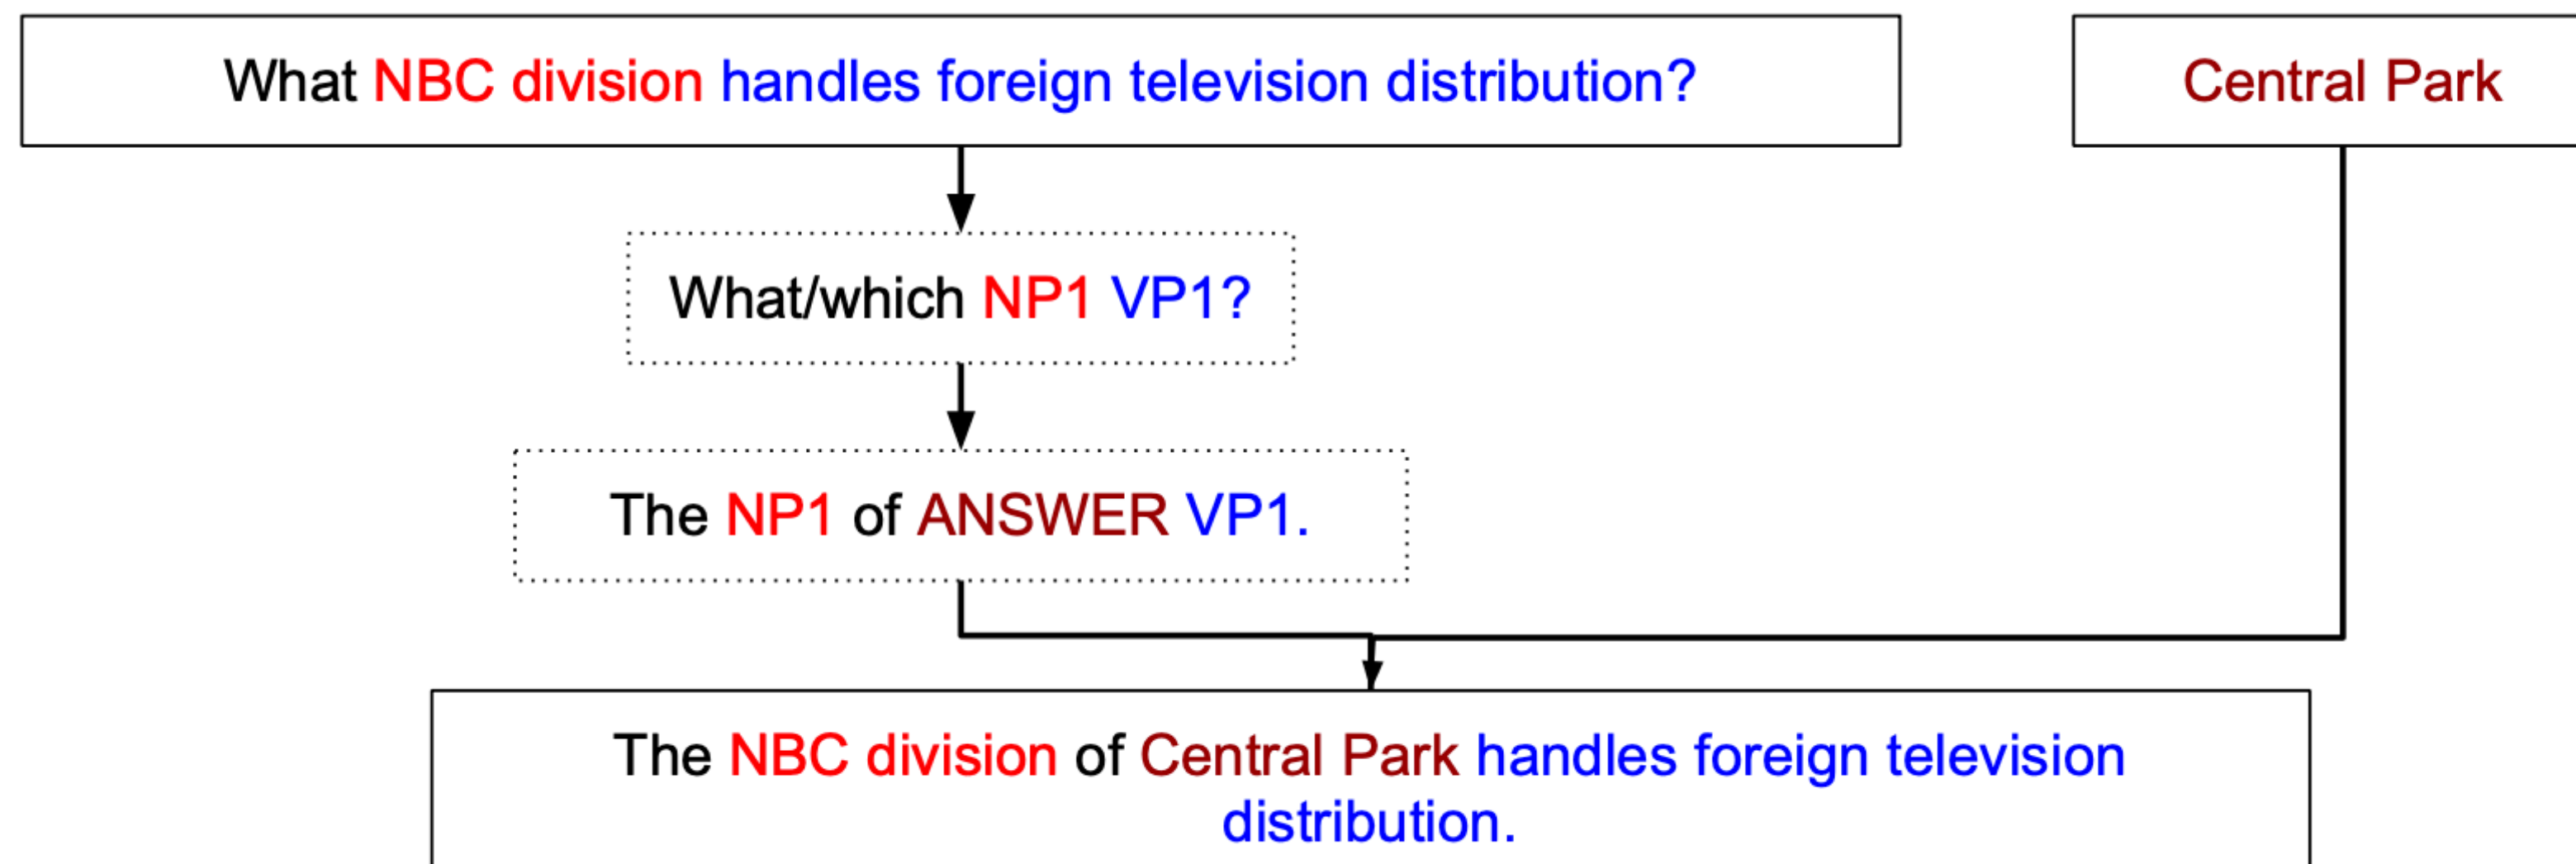 What NBC division handles foreign television distribution?
Central Park
What/which NP1 VP1?
The NP1 of ANSWER VP1.
The NBC division of Central Park handles foreign television
distribution.